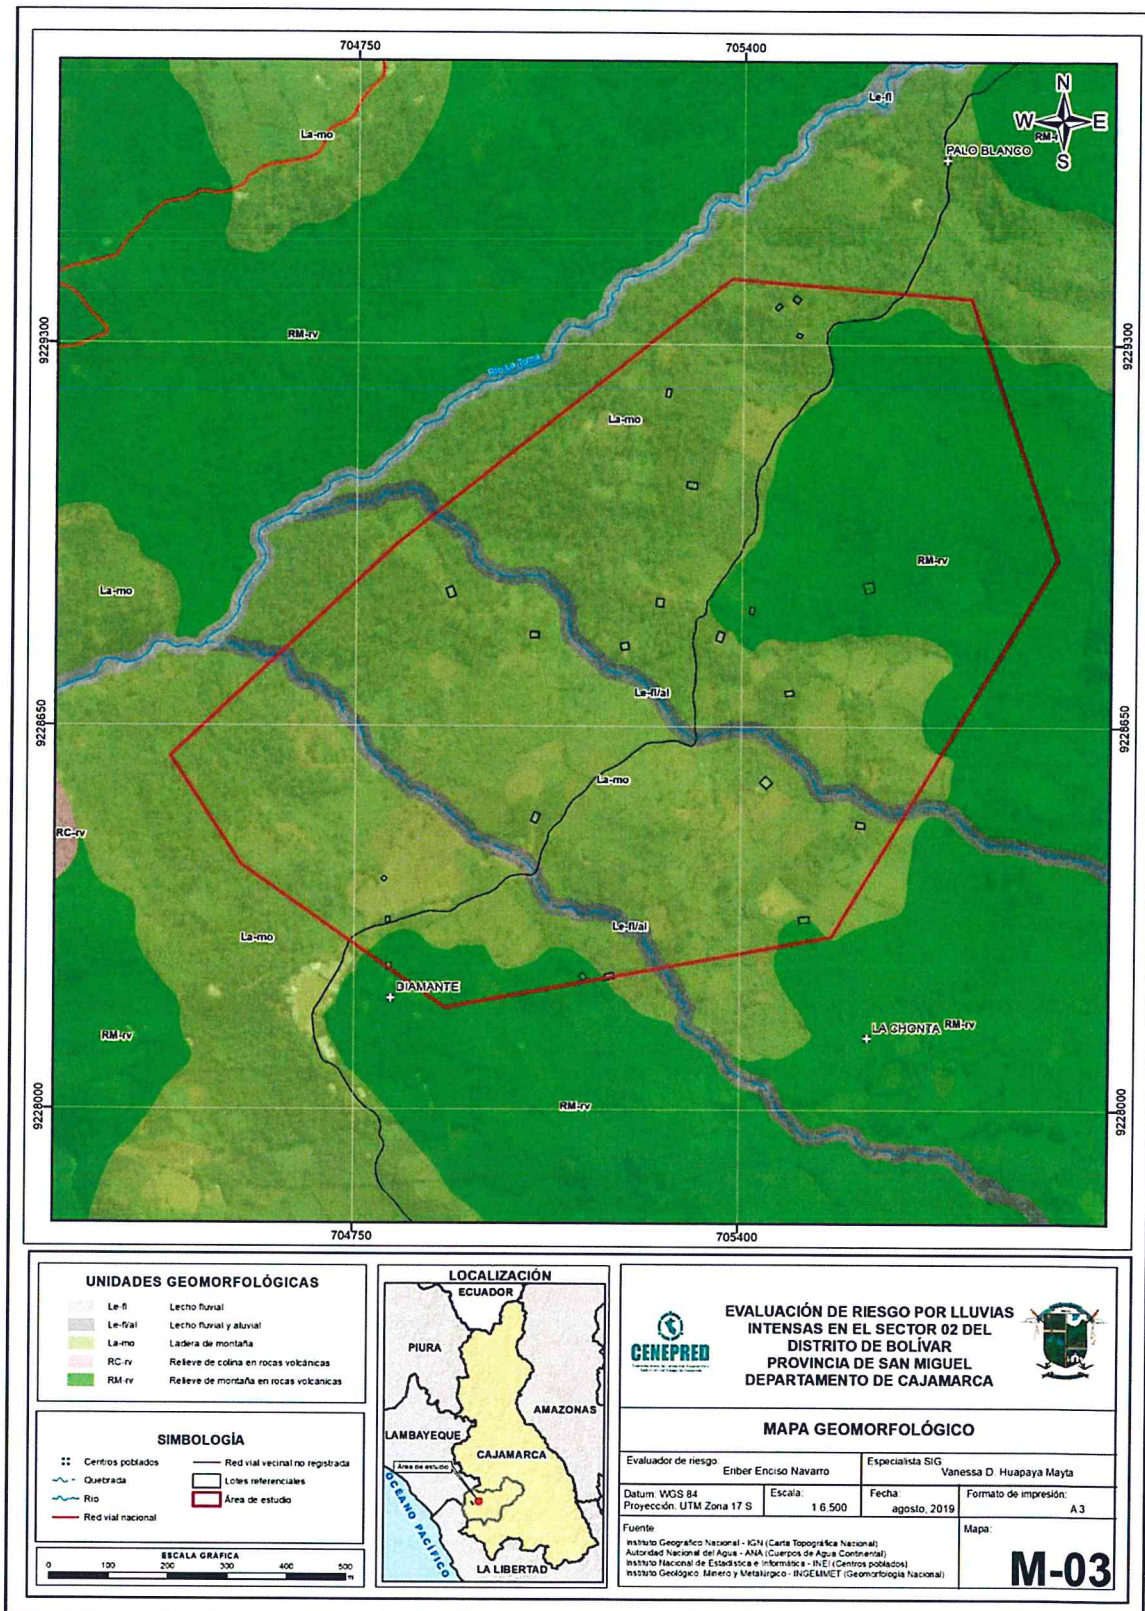 704750
705400
La-mo
Le-fl
N
W
E
S
RM-rv
PALO BLANCO
9229300
9229300
RM-rv
Río La Toma
La-mo
La-mo
RM-rv
Le-fl/al
9228650
9228650
La-mo
RC-rv
La-mo
Le-fl/al
DIAMANTE
LA CHONTA
RM-rv
RM-rv
RM-rv
9228000
9228000
704750
705400
UNIDADES GEOMORFOLÓGICAS
Le-fl Lecho fluvial
Le-fl/al Lecho fluvial y aluvial
La-mo Ladera de montaña
RC-rv Relieve de colina en rocas volcánicas
RM-rv Relieve de montaña en rocas volcánicas
SIMBOLOGÍA
Centros poblados
Quebrada
Río
Red vial nacional
Red vial vecinal no registrada
Lotes referenciales
Área de estudio
ESCALA GRÁFICA
0 100 200 300 400 500
m
LOCALIZACIÓN
ECUADOR
PIURA
AMAZONAS
LAMBAYEQUE
CAJAMARCA
Área de estudio
OCÉANO PACÍFICO
LA LIBERTAD
CENEPRED
EVALUACIÓN DE RIESGO POR LLUVIAS
INTENSAS EN EL SECTOR 02 DEL
DISTRITO DE BOLÍVAR
PROVINCIA DE SAN MIGUEL
DEPARTAMENTO DE CAJAMARCA
MAPA GEOMORFOLÓGICO
Evaluador de riesgo
Enber Enciso Navarro
Especialista SIG
Vanessa D. Huapaya Mayta
Datum: WGS 84
Proyección: UTM Zona 17 S
Escala:
1 6,500
Fecha:
agosto, 2019
Formato de impresión:
A3
Fuente
Instituto Geográfico Nacional - IGN (Carta Topográfica Nacional)
Autoridad Nacional del Agua - ANA (Cuerpos de Agua Continental)
Instituto Nacional de Estadística e Informática - INEI (Centros poblados)
Instituto Geológico, Minero y Metalúrgico - INGEMMET (Geomorfología Nacional)
Mapa:
M-03